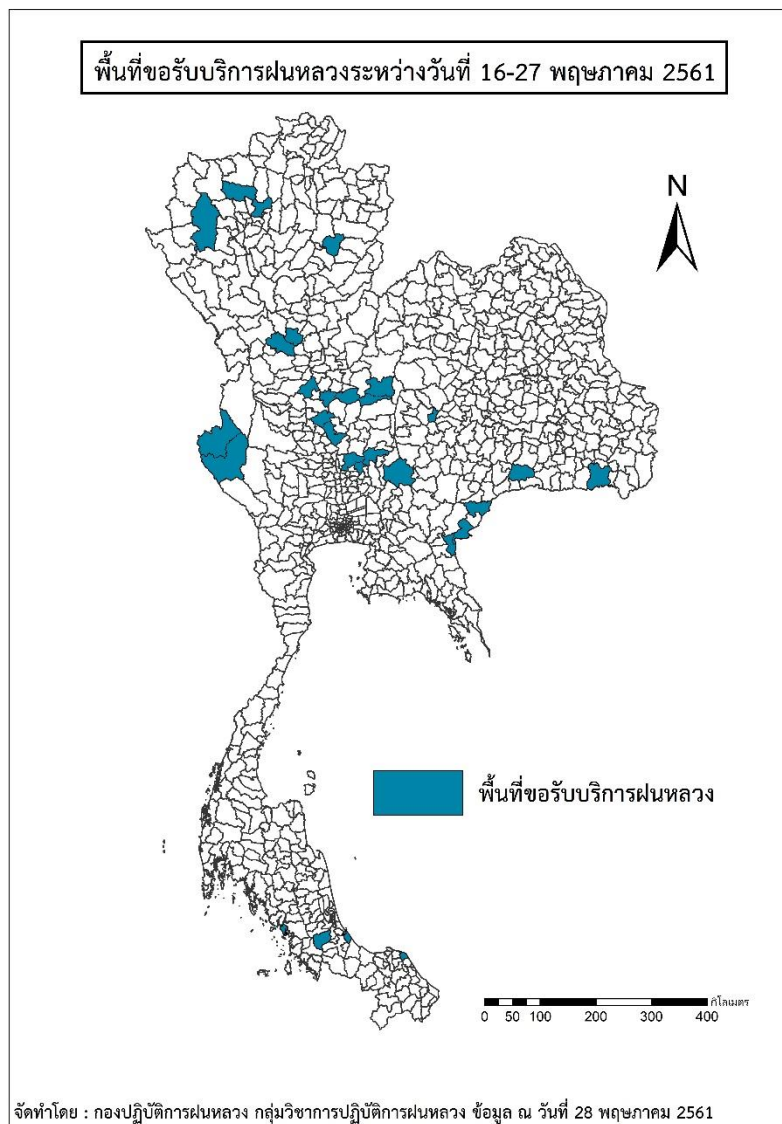 พื้นที่ขอรับบริการฝนหลวงระหว่างวันที่ 16-27 พฤษภาคม 2561
N
พื้นที่ขอรับบริการฝนหลวง
กิโลเมตร
0 50 100 200 300 400
จัดทำโดย : กองปฏิบัติการฝนหลวง กลุ่มวิชาการปฏิบัติการฝนหลวง ข้อมูล ณ วันที่ 28 พฤษภาคม 2561